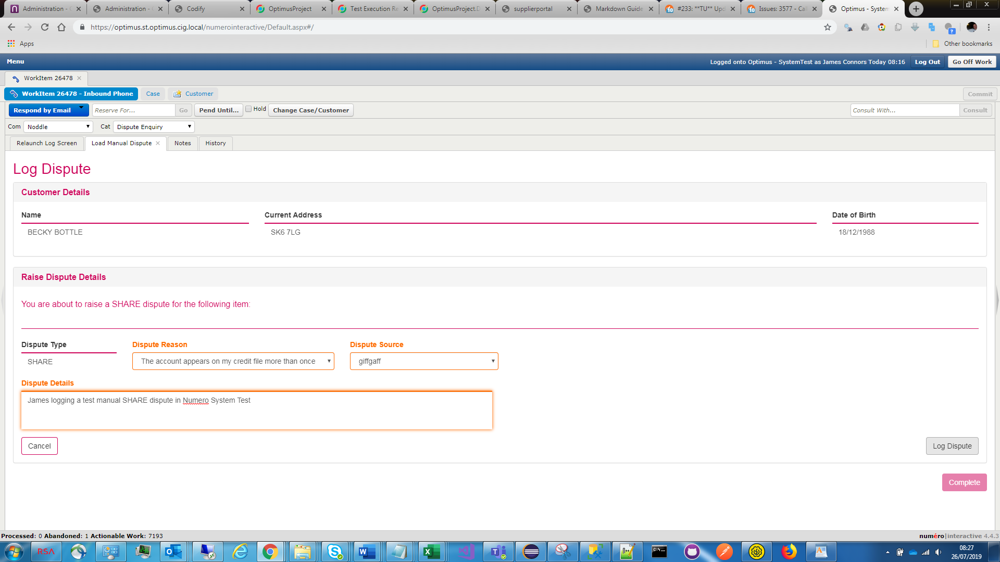 Administration - C
Administration - C
Codify
OptimusProject
Test Execution Re
OptimusProject.D
supplierportal
Markdown Guide
#233: **TU** Upd
Issues: 3577 - Cal
Optimus - System
https://optimus.st.optimus.cig.local/numerointeractive/Default.aspx#/
Apps
Other bookmarks
Menu
Logged onto Optimus - SystemTest as James Connors Today 08:16
Log Out
Go Off Work
WorkItem 26478
WorkItem 26478 - Inbound Phone
Case
Customer
Commit
Respond by Email
Reserve For...
Go
Pend Until...
Hold
Change Case/Customer
Consult With...
Consult
Com
Noddle
Cat
Dispute Enquiry
Relaunch Log Screen
Load Manual Dispute
Notes
History
Log Dispute
Customer Details
Name
Current Address
Date of Birth
BECKY BOTTLE
SK6 7LG
18/12/1988
Raise Dispute Details
You are about to raise a SHARE dispute for the following item:
Dispute Type
Dispute Reason
Dispute Source
SHARE
The account appears on my credit file more than once
giffgaff
Dispute Details
James logging a test manual SHARE dispute in Numero System Test
Cancel
Log Dispute
Complete
Processed: 0 Abandoned: 1 Actionable Work: 7193
numéro|interactive 4.4.3
RSA
08:27
26/07/2019